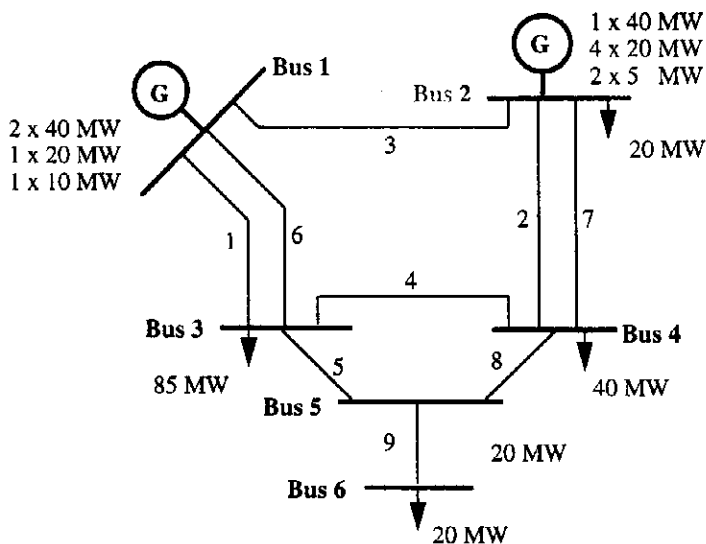 G
1 x 40 MW
4 x 20 MW
2 x 5 MW
Bus 1
Bus 2
G
2 x 40 MW
1 x 20 MW
1 x 10 MW
3
20 MW
1
6
2
7
4
Bus 3
Bus 4
85 MW
5
8
40 MW
Bus 5
9
20 MW
Bus 6
20 MW